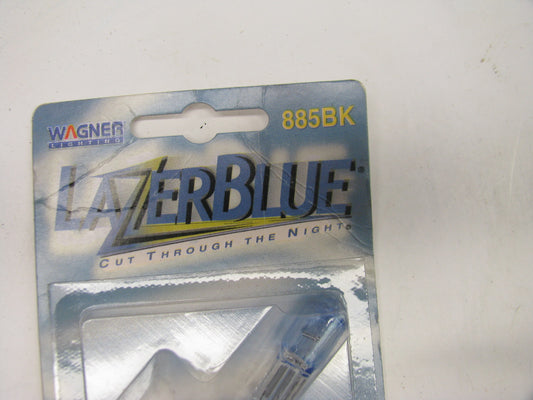 WAGNER
LIGHTING
885BK
LAZERBLUE®
CUT THROUGH THE NIGHT®